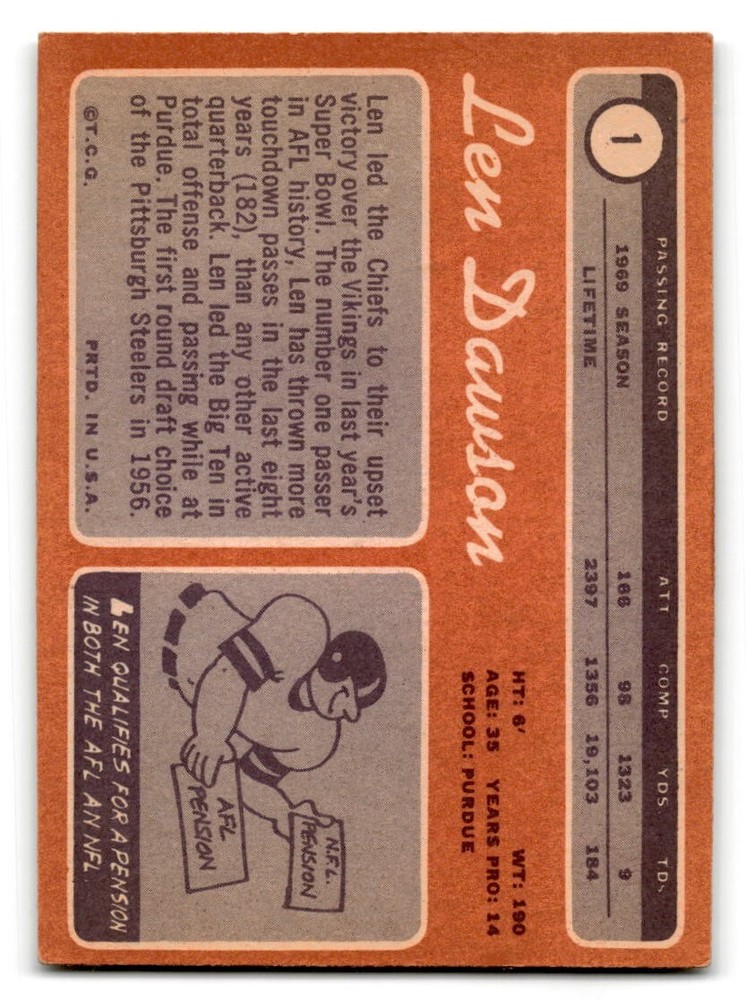 1
PASSING RECORD ATT COMP YDS. TDs
1969 SEASON 166 98 1323 9
LIFETIME 2397 1356 19,103 184
Len Dawson
HT: 6' WT: 190
AGE: 35 YEARS PRO: 14
SCHOOL: PURDUE
Len led the Chiefs to their upset
victory over the Vikings in last year's
Super Bowl. The number one passer
in AFL history, Len has thrown more
touchdown passes in the last eight
years (182), than any other active
quarterback. Len led the Big Ten in
total offense and passing while at
Purdue. The first round draft choice
of the Pittsburgh Steelers in 1956.
©T.C.G. PRTD. IN U.S.A.
N.F.L.
PENSION
AFL
PENSION
LEN QUALIFIES FOR A PENSION
IN BOTH THE AFL AN NFL